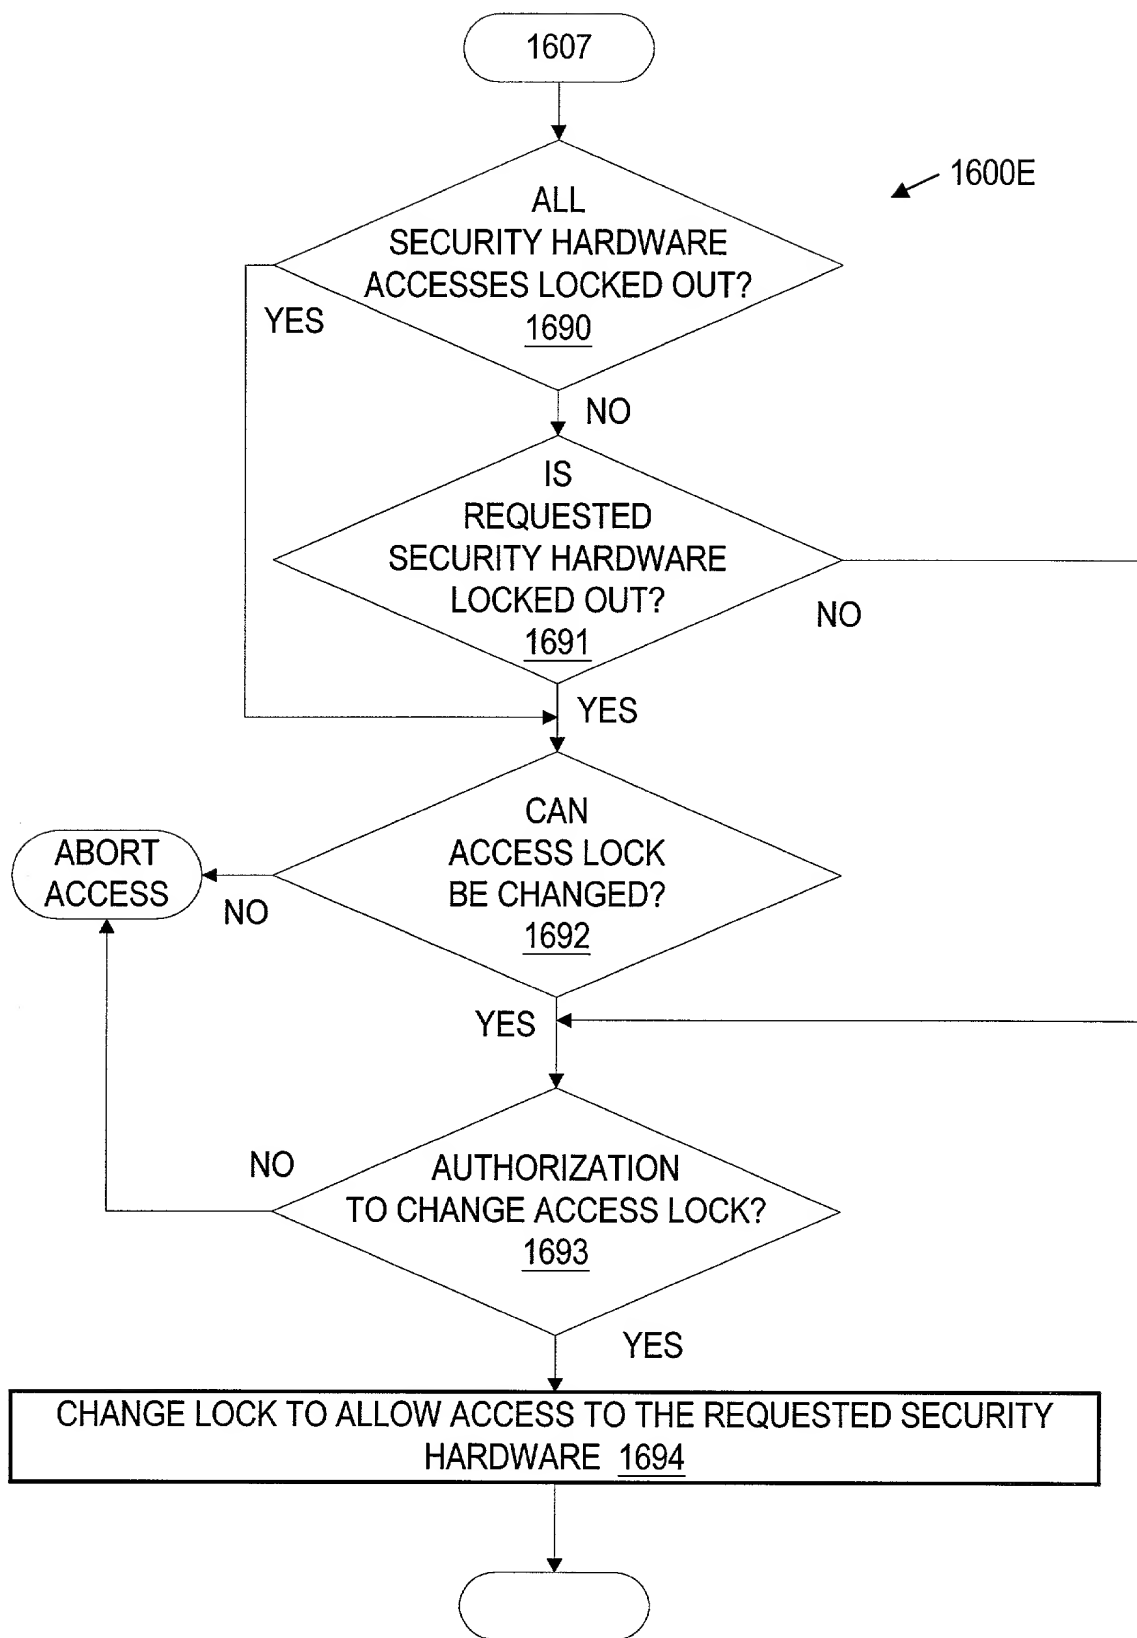 1607
1600E
ALL
SECURITY HARDWARE
ACCESSES LOCKED OUT?
1690
YES
NO
IS
REQUESTED
SECURITY HARDWARE
LOCKED OUT?
1691
NO
YES
CAN
ACCESS LOCK
BE CHANGED?
1692
ABORT
ACCESS
NO
YES
NO
AUTHORIZATION
TO CHANGE ACCESS LOCK?
1693
YES
CHANGE LOCK TO ALLOW ACCESS TO THE REQUESTED SECURITY
HARDWARE 1694